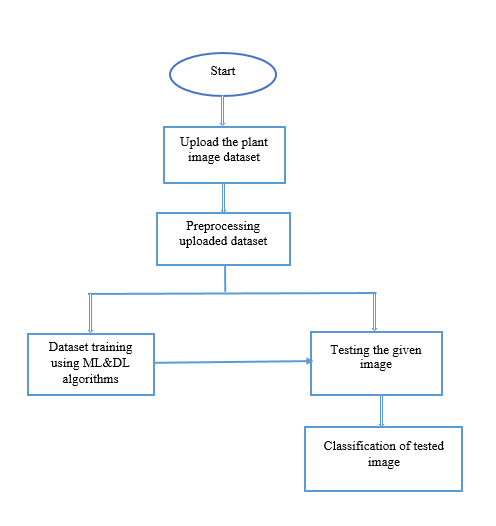 Start
Upload the plant
image dataset
Preprocessing
uploaded dataset
Dataset training
using ML&DL
algorithms
Testing the given
image
Classification of tested
image